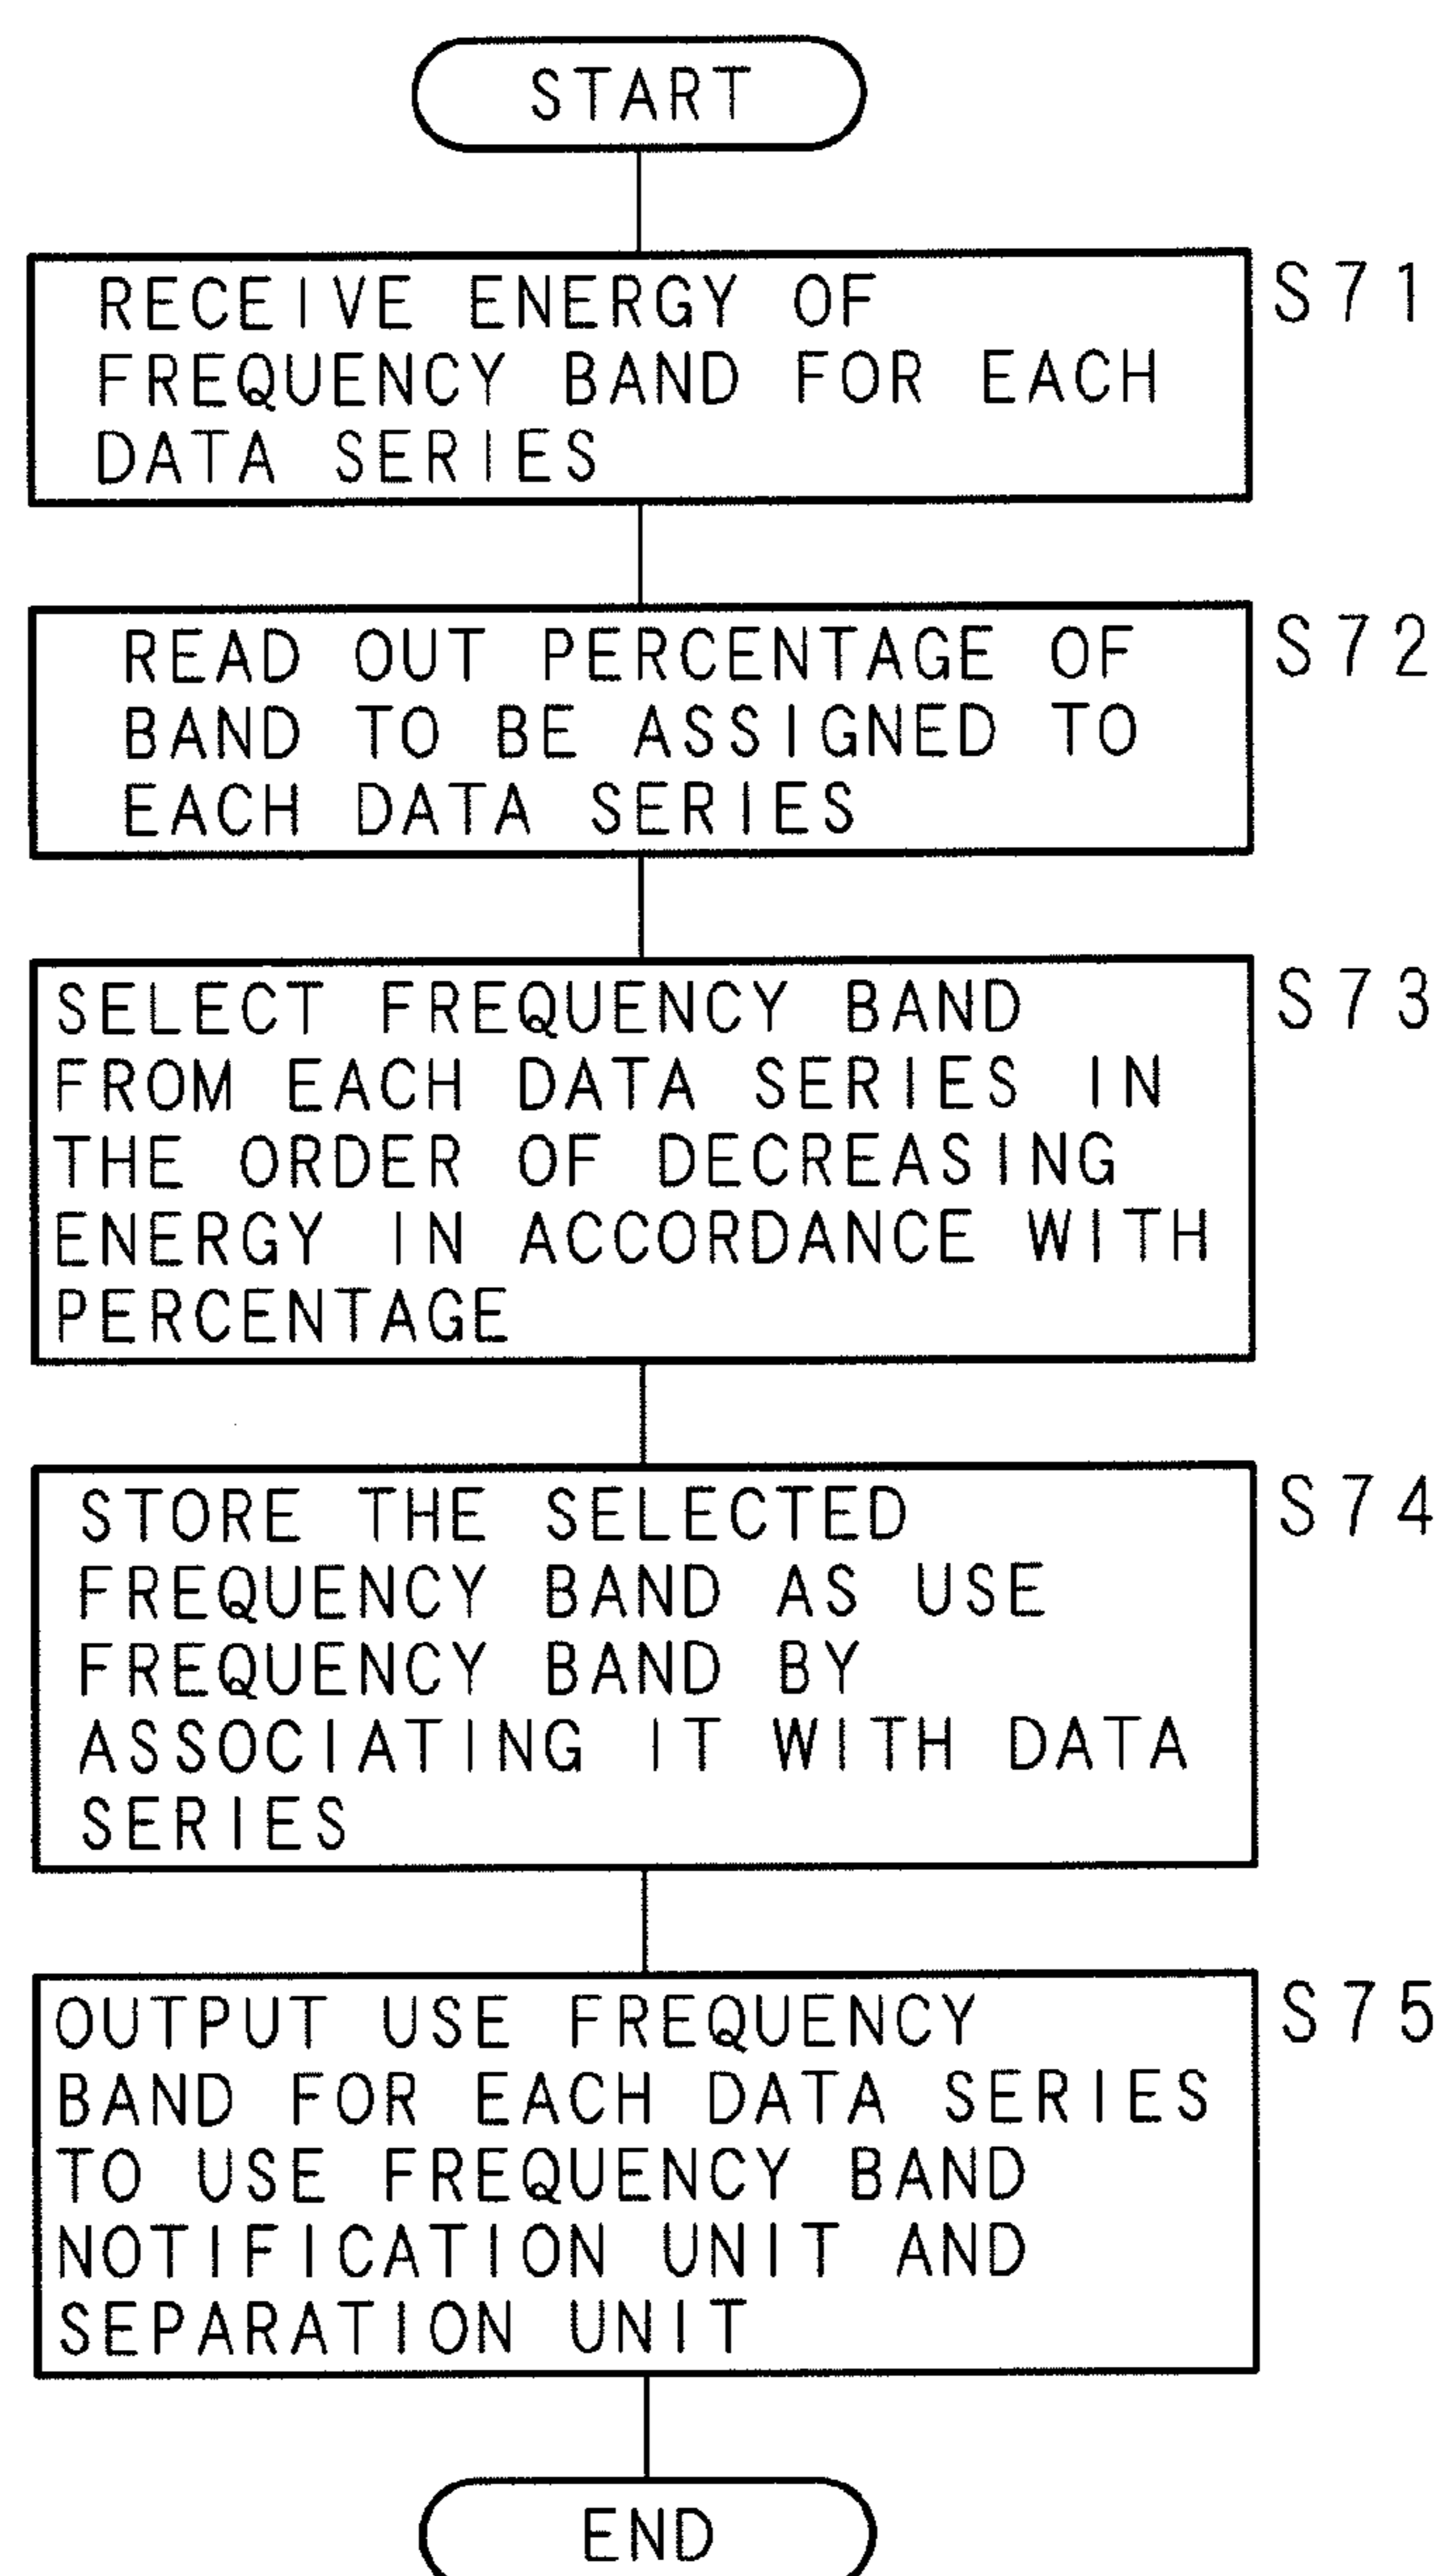 START
RECEIVE ENERGY OF
FREQUENCY BAND FOR EACH
DATA SERIES
S71
READ OUT PERCENTAGE OF
BAND TO BE ASSIGNED TO
EACH DATA SERIES
S72
SELECT FREQUENCY BAND
FROM EACH DATA SERIES IN
THE ORDER OF DECREASING
ENERGY IN ACCORDANCE WITH
PERCENTAGE
S73
STORE THE SELECTED
FREQUENCY BAND AS USE
FREQUENCY BAND BY
ASSOCIATING IT WITH DATA
SERIES
S74
OUTPUT USE FREQUENCY
BAND FOR EACH DATA SERIES
TO USE FREQUENCY BAND
NOTIFICATION UNIT AND
SEPARATION UNIT
S75
END